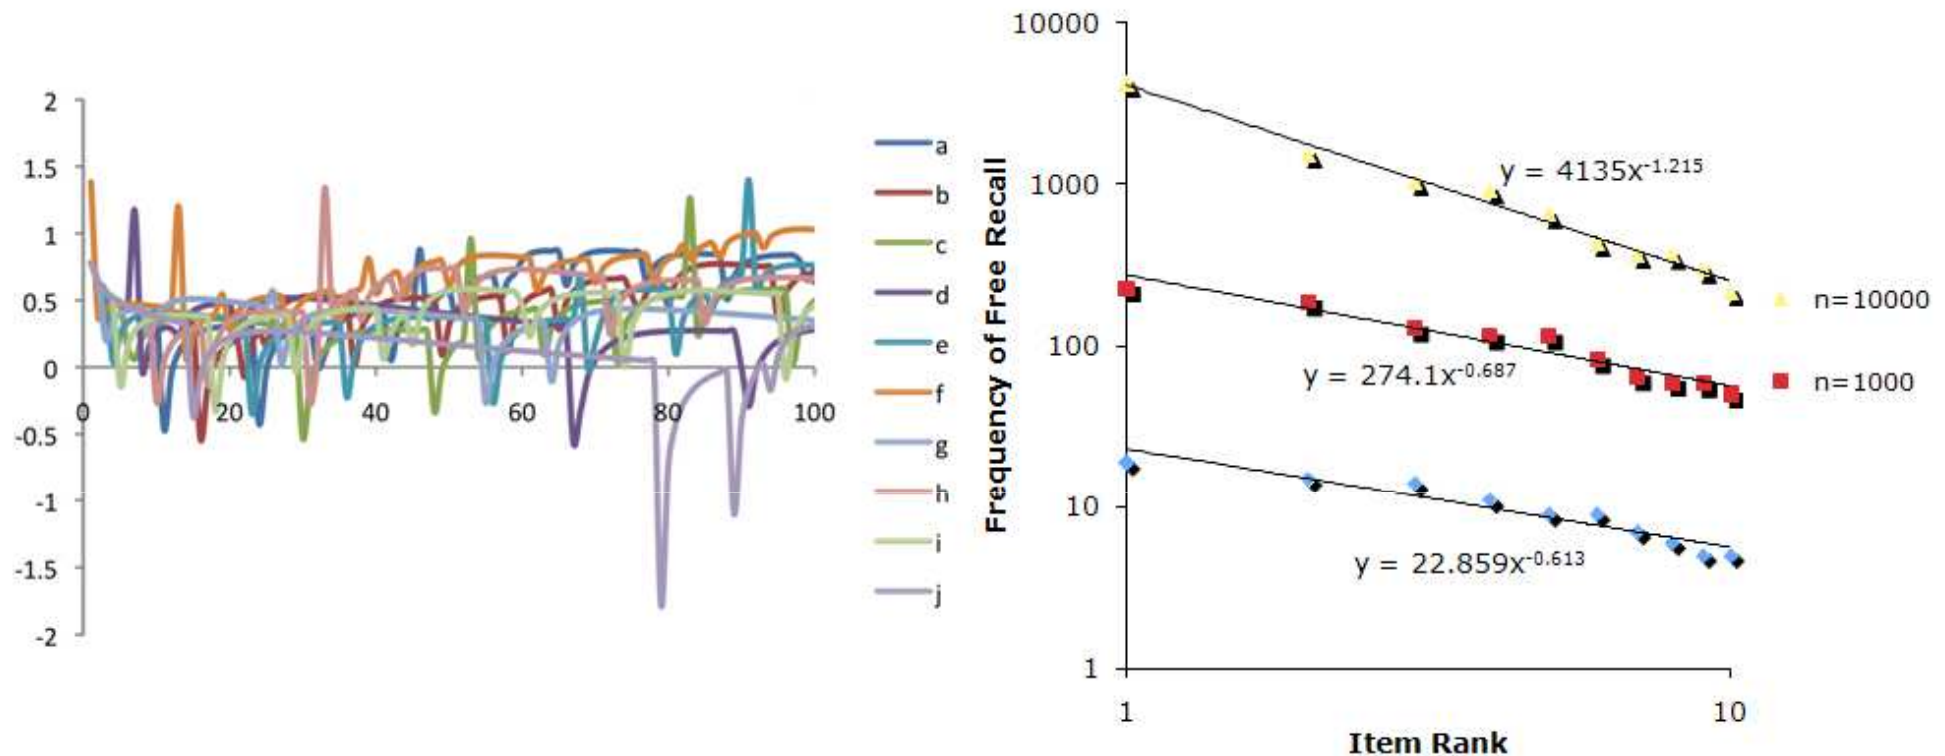 2
1.5
1
0.5
0
-0.5
-1
-1.5
-2
0 20 40 60 80 100
a
b
c
d
e
f
g
h
i
j
10000
1000
100
10
1
Frequency of Free Recall
y = 4135x-1.215
y = 274.1x-0.687
y = 22.859x-0.613
n=10000
n=1000
1 10
Item Rank